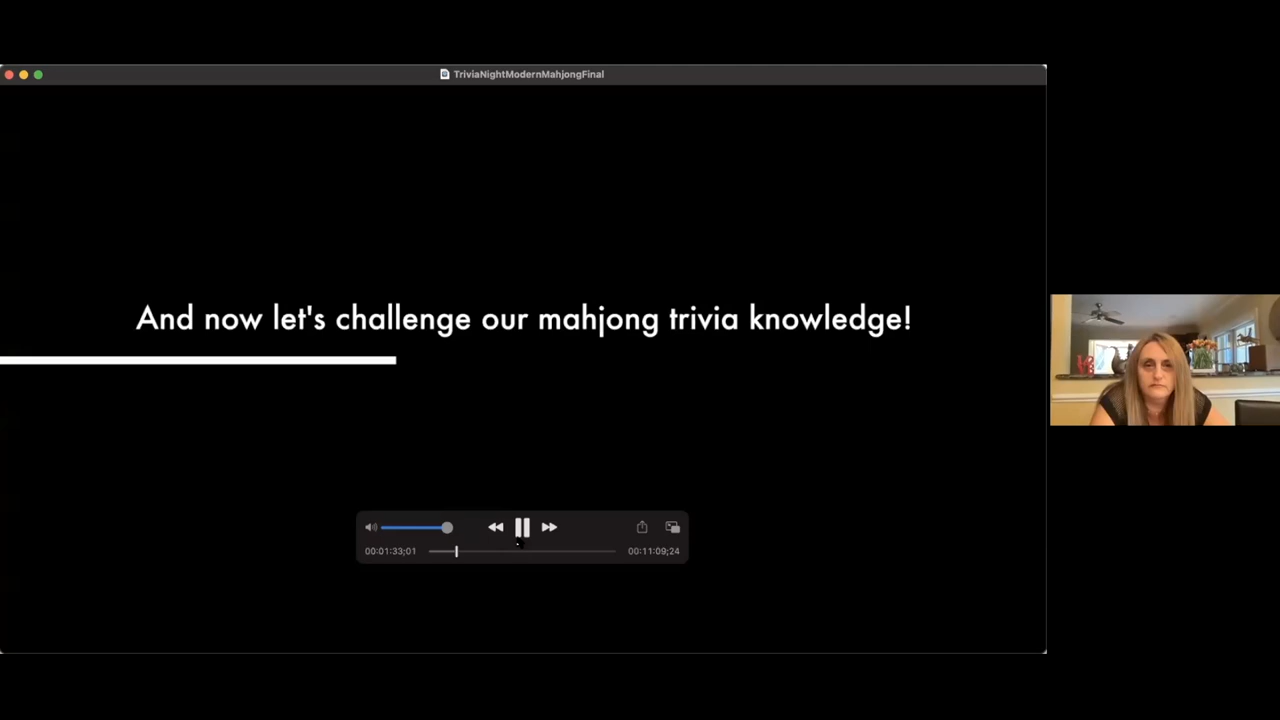 TriviaNightModernMahjongFinal
And now let's challenge our mahjong trivia knowledge!
00:01:33;01
00:11:09;24